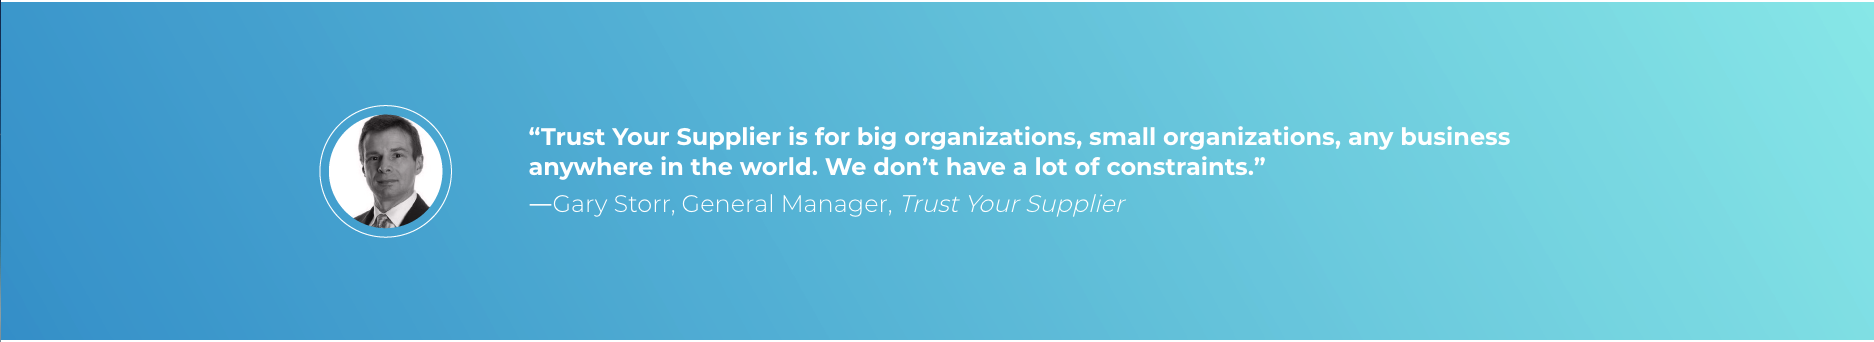 “Trust Your Supplier is for big organizations, small organizations, any business
anywhere in the world. We don’t have a lot of constraints.”
—Gary Storr, General Manager, Trust Your Supplier